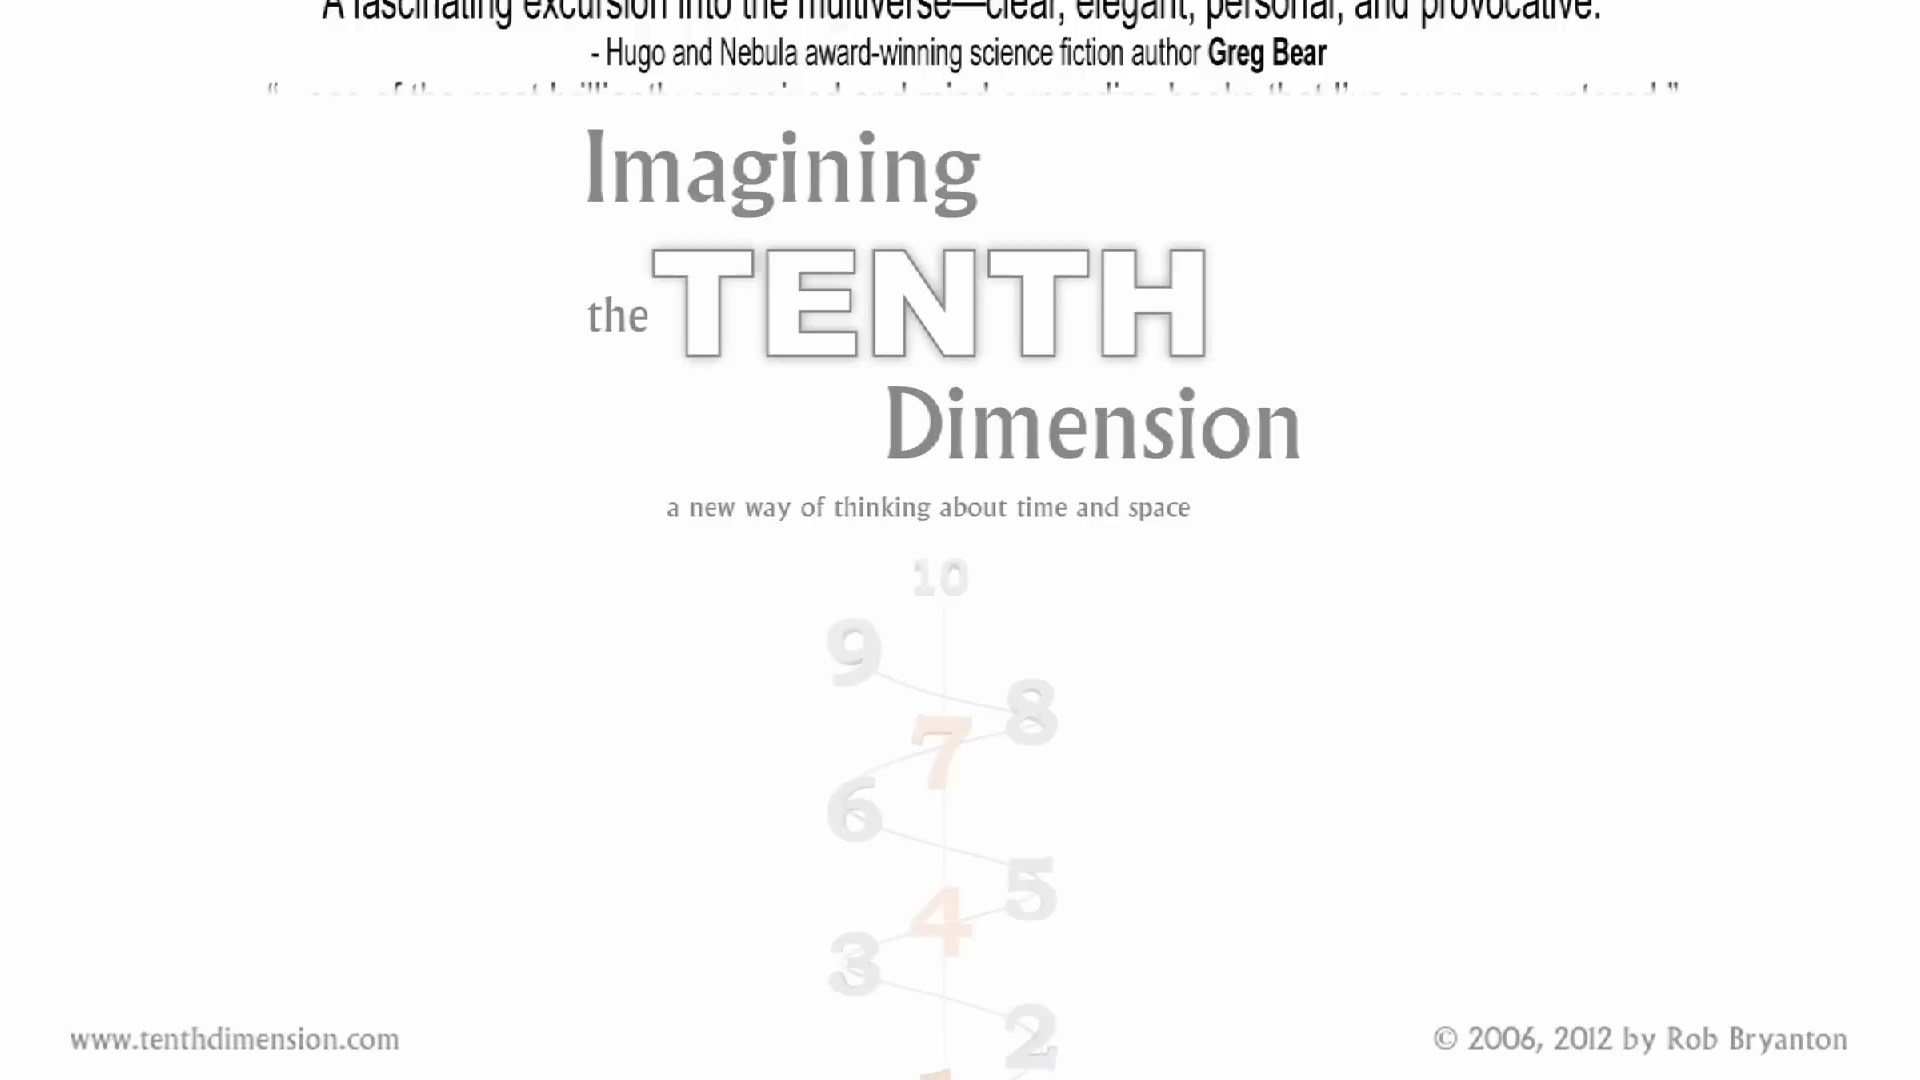 A fascinating excursion into the multiverse—clear, elegant, personal, and provocative.
- Hugo and Nebula award-winning science fiction author Greg Bear
Imagining
the TENTH
Dimension
a new way of thinking about time and space
10
9
8
7
6
5
4
3
2
www.tenthdimension.com
© 2006, 2012 by Rob Bryanton